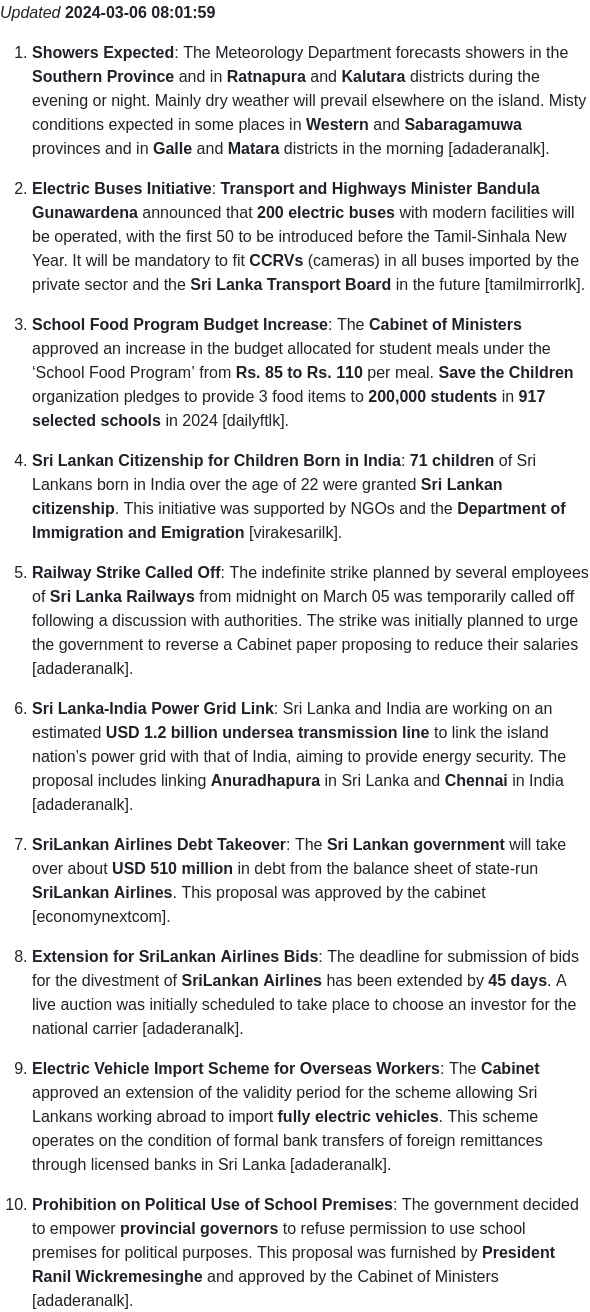 Updated 2024-03-06 08:01:59
1. Showers Expected: The Meteorology Department forecasts showers in the
Southern Province and in Ratnapura and Kalutara districts during the
evening or night. Mainly dry weather will prevail elsewhere on the island. Misty
conditions expected in some places in Western and Sabaragamuwa
provinces and in Galle and Matara districts in the morning [adaderanalk].
2. Electric Buses Initiative: Transport and Highways Minister Bandula
Gunawardena announced that 200 electric buses with modern facilities will
be operated, with the first 50 to be introduced before the Tamil-Sinhala New
Year. It will be mandatory to fit CCRVs (cameras) in all buses imported by the
private sector and the Sri Lanka Transport Board in the future [tamilmirrorlk].
3. School Food Program Budget Increase: The Cabinet of Ministers
approved an increase in the budget allocated for student meals under the
‘School Food Program’ from Rs. 85 to Rs. 110 per meal. Save the Children
organization pledges to provide 3 food items to 200,000 students in 917
selected schools in 2024 [dailyftlk].
4. Sri Lankan Citizenship for Children Born in India: 71 children of Sri
Lankans born in India over the age of 22 were granted Sri Lankan
citizenship. This initiative was supported by NGOs and the Department of
Immigration and Emigration [virakesarilk].
5. Railway Strike Called Off: The indefinite strike planned by several employees
of Sri Lanka Railways from midnight on March 05 was temporarily called off
following a discussion with authorities. The strike was initially planned to urge
the government to reverse a Cabinet paper proposing to reduce their salaries
[adaderanalk].
6. Sri Lanka-India Power Grid Link: Sri Lanka and India are working on an
estimated USD 1.2 billion undersea transmission line to link the island
nation’s power grid with that of India, aiming to provide energy security. The
proposal includes linking Anuradhapura in Sri Lanka and Chennai in India
[adaderanalk].
7. SriLankan Airlines Debt Takeover: The Sri Lankan government will take
over about USD 510 million in debt from the balance sheet of state-run
SriLankan Airlines. This proposal was approved by the cabinet
[economynextcom].
8. Extension for SriLankan Airlines Bids: The deadline for submission of bids
for the divestment of SriLankan Airlines has been extended by 45 days. A
live auction was initially scheduled to take place to choose an investor for the
national carrier [adaderanalk].
9. Electric Vehicle Import Scheme for Overseas Workers: The Cabinet
approved an extension of the validity period for the scheme allowing Sri
Lankans working abroad to import fully electric vehicles. This scheme
operates on the condition of formal bank transfers of foreign remittances
through licensed banks in Sri Lanka [adaderanalk].
10. Prohibition on Political Use of School Premises: The government decided
to empower provincial governors to refuse permission to use school
premises for political purposes. This proposal was furnished by President
Ranil Wickremesinghe and approved by the Cabinet of Ministers
[adaderanalk].